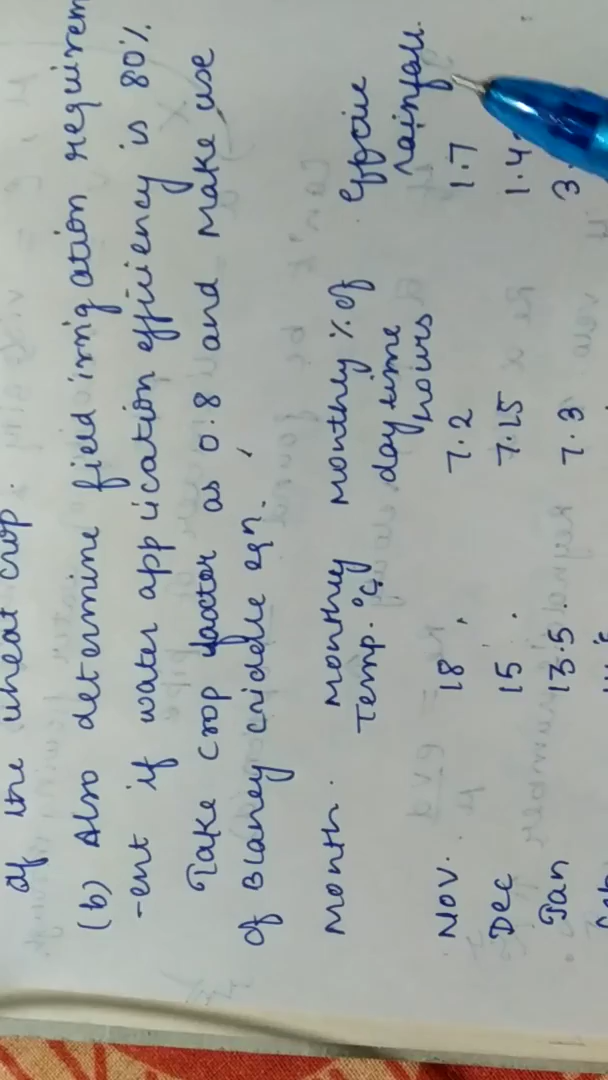 of the wheat crop.
(b) Also determine field irrigation requirem
-ent if water application efficiency is 80%
Take crop factor as 0.8 and Make use
of Blaney criddle eqn.
Month. Monthly Temp. °C Monthly % of day time hours effective rainfall.
Nov. 18 7.2 1.7
Dec 15 7.15 1.4
Jan 13.5 7.3 3.